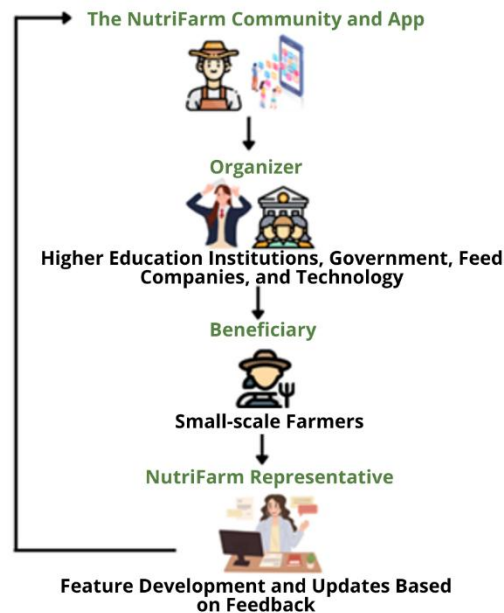 The NutriFarm Community and App
Organizer
Higher Education Institutions, Government, Feed
Companies, and Technology
Beneficiary
Small-scale Farmers
NutriFarm Representative
Feature Development and Updates Based
on Feedback